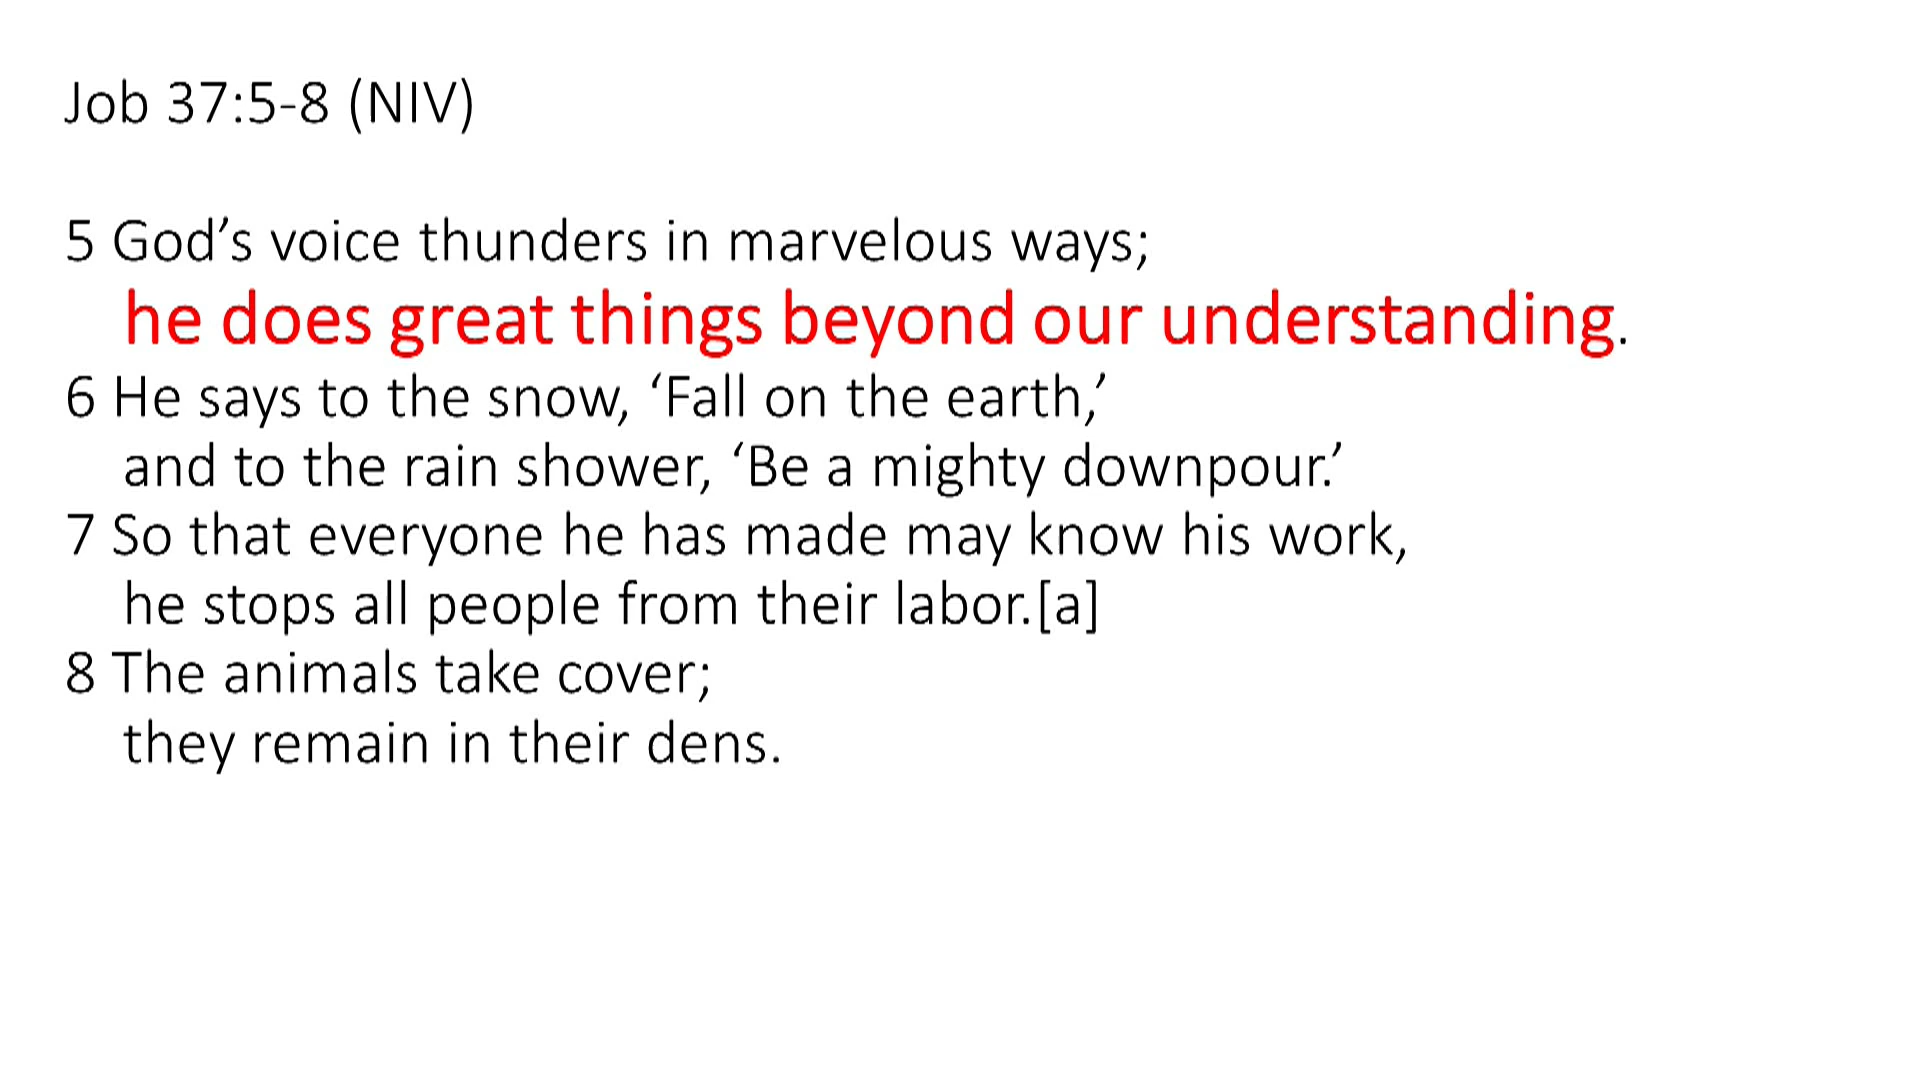 Job 37:5-8 (NIV)
5 God’s voice thunders in marvelous ways;
he does great things beyond our understanding.
6 He says to the snow, ‘Fall on the earth,’
and to the rain shower, ‘Be a mighty downpour.’
7 So that everyone he has made may know his work,
he stops all people from their labor.[a]
8 The animals take cover;
they remain in their dens.